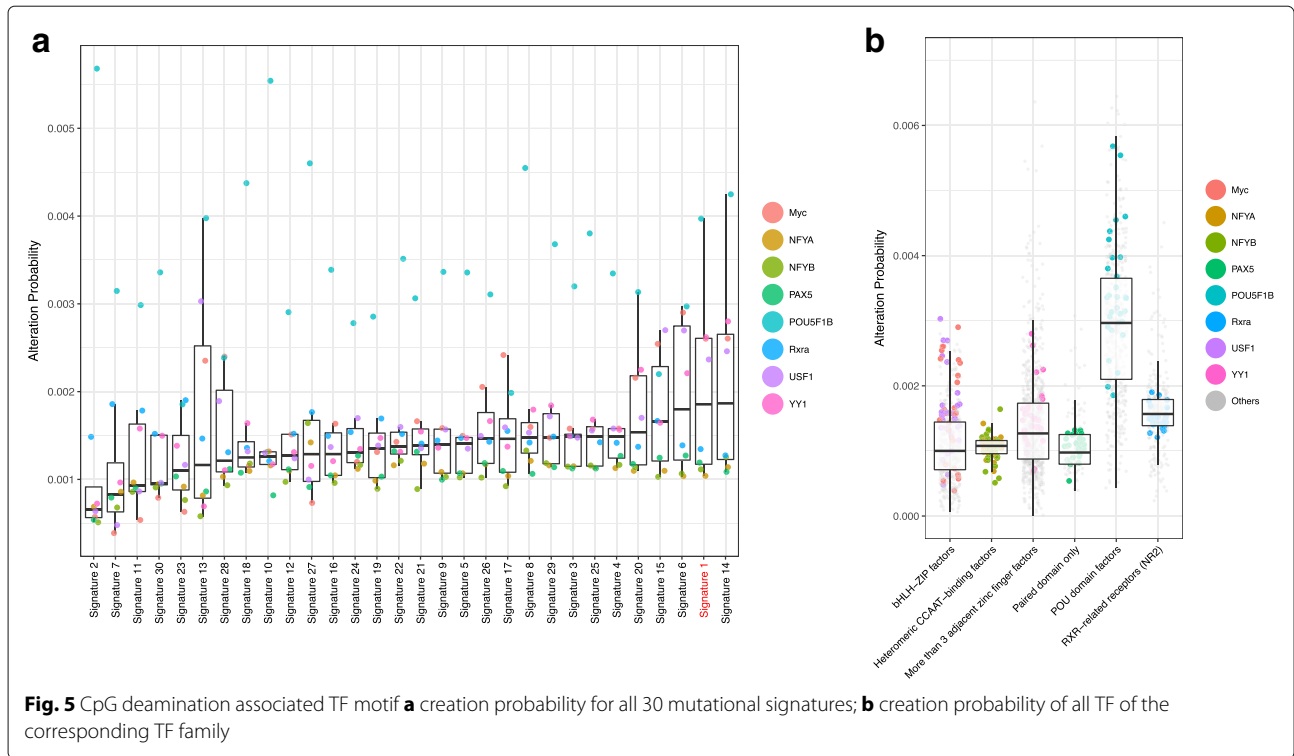 a
b
Alteration Probability
0.005
0.004
0.003
0.002
0.001
Signature 2
Signature 7
Signature 11
Signature 30
Signature 23
Signature 13
Signature 28
Signature 18
Signature 10
Signature 12
Signature 27
Signature 16
Signature 24
Signature 19
Signature 22
Signature 21
Signature 9
Signature 5
Signature 26
Signature 17
Signature 8
Signature 29
Signature 3
Signature 25
Signature 4
Signature 20
Signature 15
Signature 6
Signature 1
Signature 14
Myc
NFYA
NFYB
PAX5
POU5F1B
Rxra
USF1
YY1
Alteration Probability
0.006
0.004
0.002
0.000
bHLH−ZIP factors
Heteromeric CCAAT−binding factors
More than 3 adjacent zinc finger factors
Paired domain only
POU domain factors
RXR−related receptors (NR2)
Myc
NFYA
NFYB
PAX5
POU5F1B
Rxra
USF1
YY1
Others
Fig. 5 CpG deamination associated TF motif a creation probability for all 30 mutational signatures; b creation probability of all TF of the
corresponding TF family